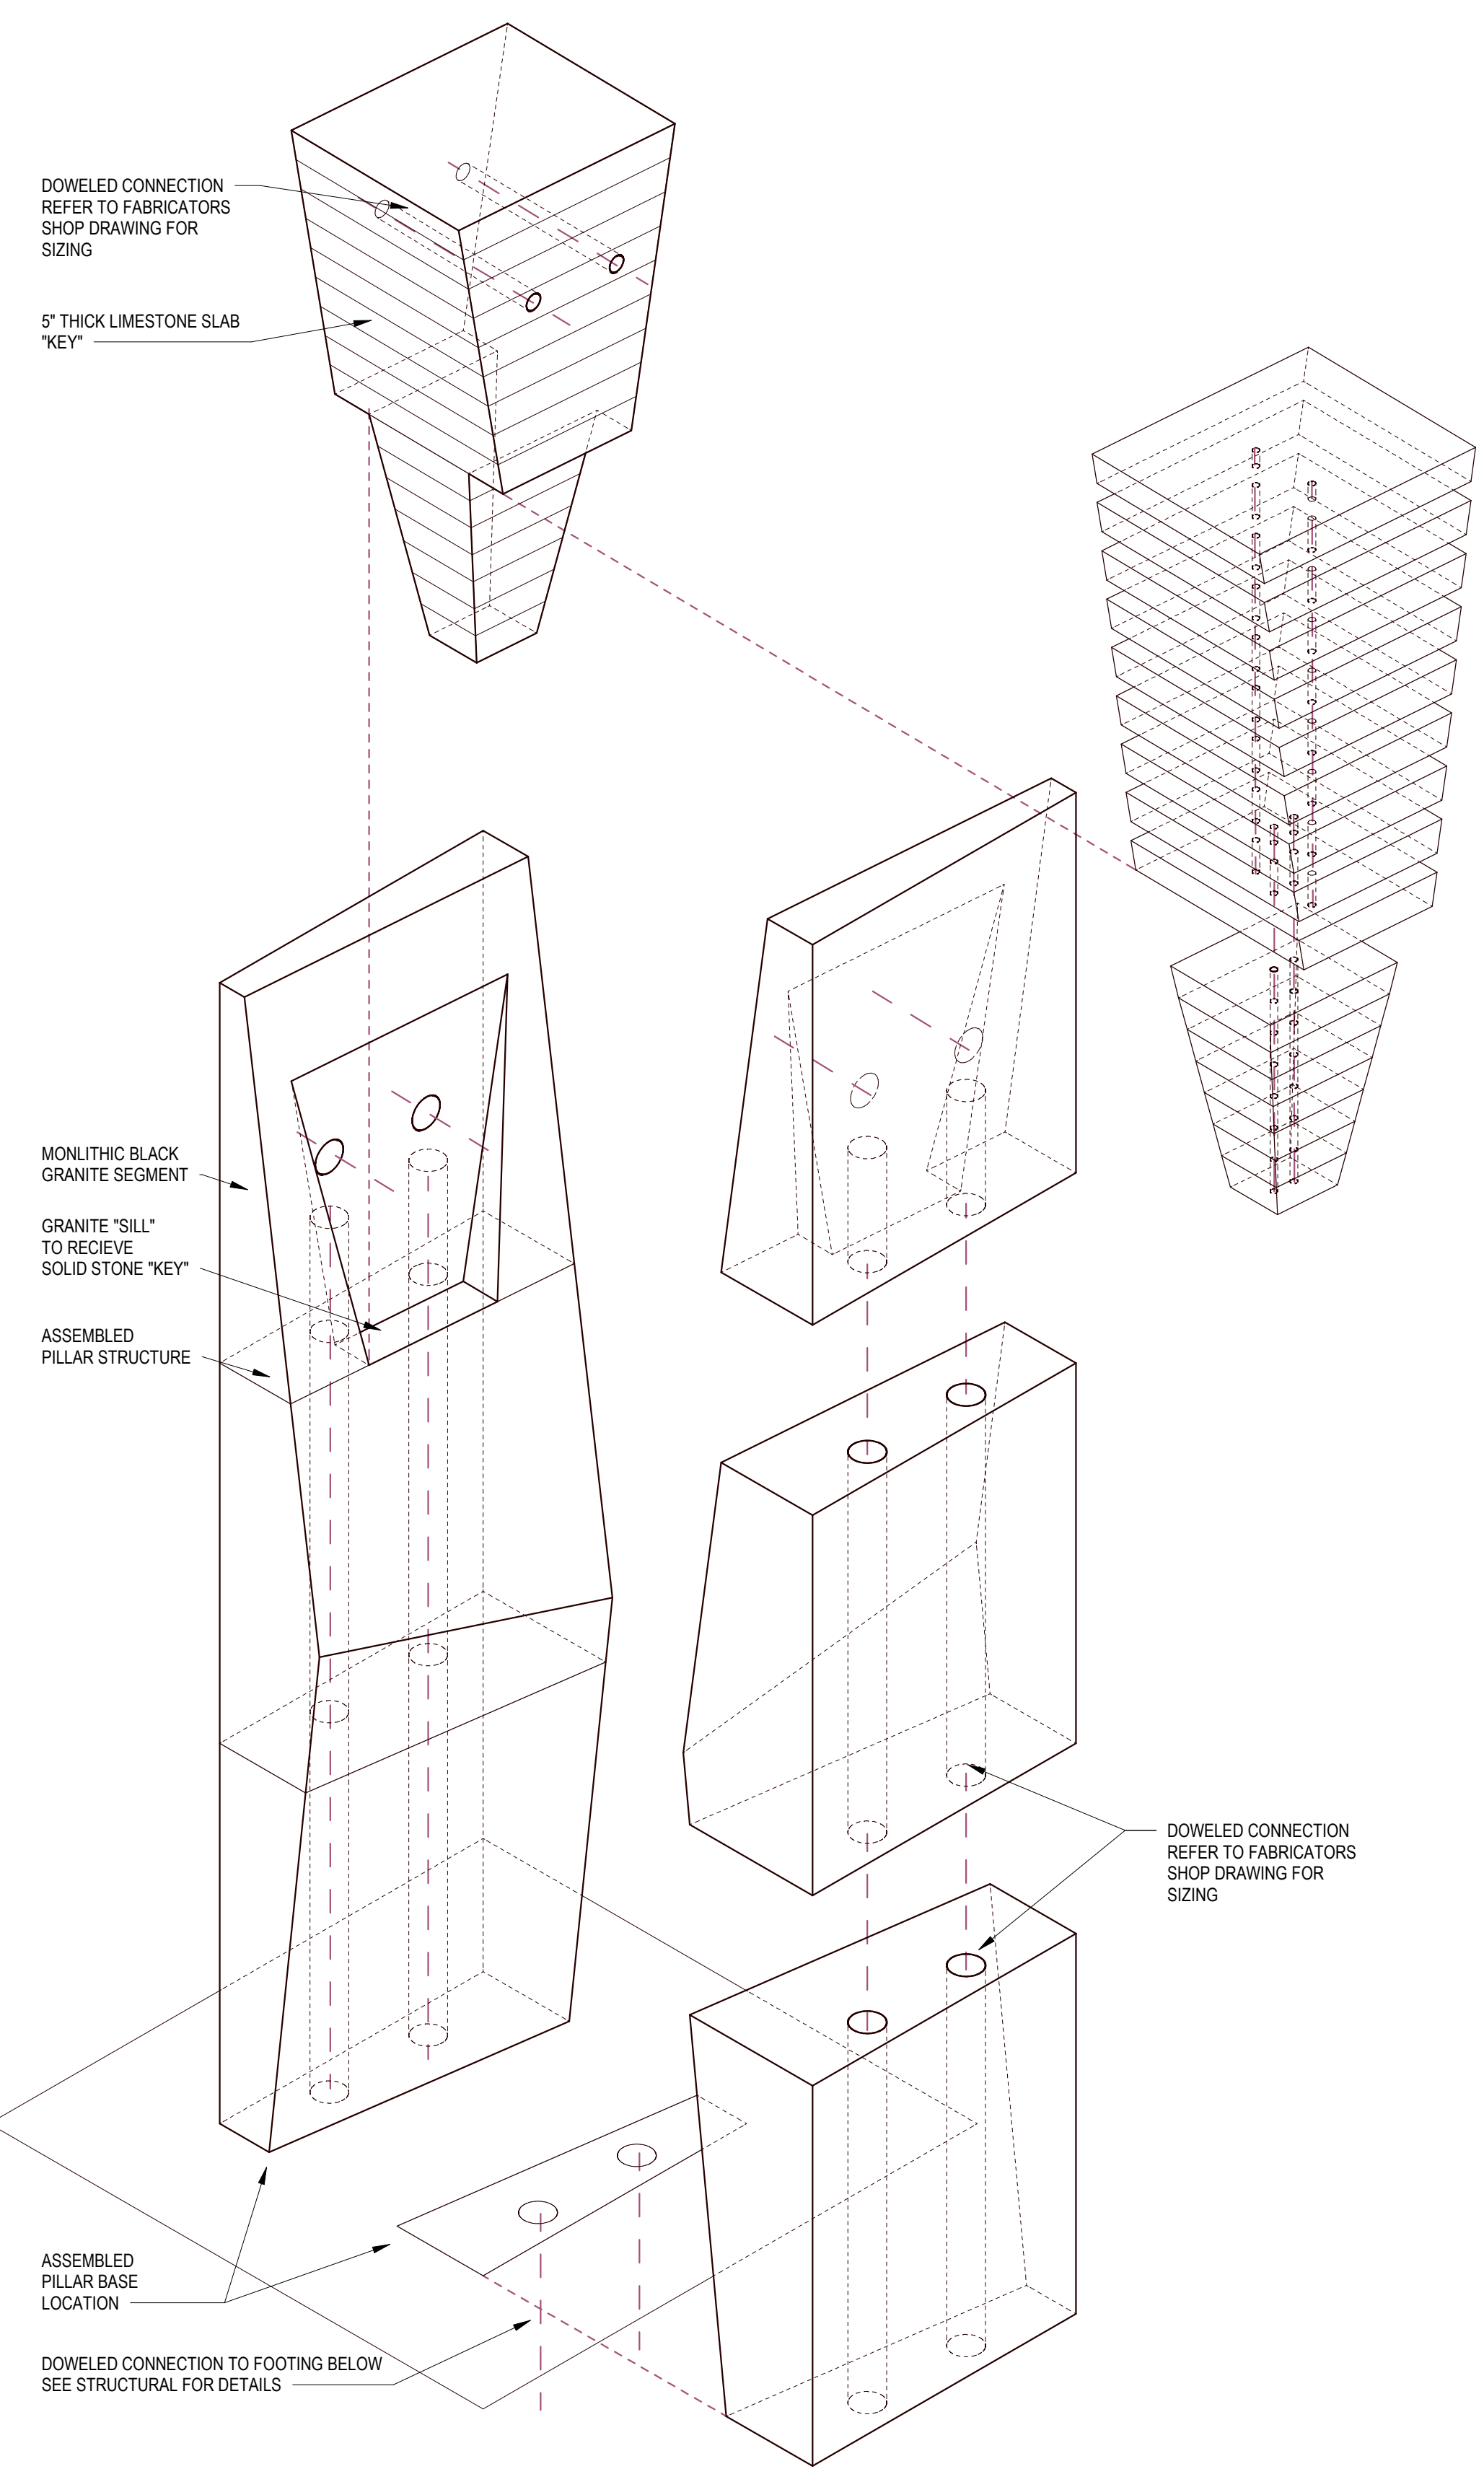 DOWELED CONNECTION
REFER TO FABRICATORS
SHOP DRAWING FOR
SIZING
5" THICK LIMESTONE SLAB
"KEY"
MONLITHIC BLACK
GRANITE SEGMENT
GRANITE "SILL"
TO RECIEVE
SOLID STONE "KEY"
ASSEMBLED
PILLAR STRUCTURE
DOWELED CONNECTION
REFER TO FABRICATORS
SHOP DRAWING FOR
SIZING
ASSEMBLED
PILLAR BASE
LOCATION
DOWELED CONNECTION TO FOOTING BELOW
SEE STRUCTURAL FOR DETAILS